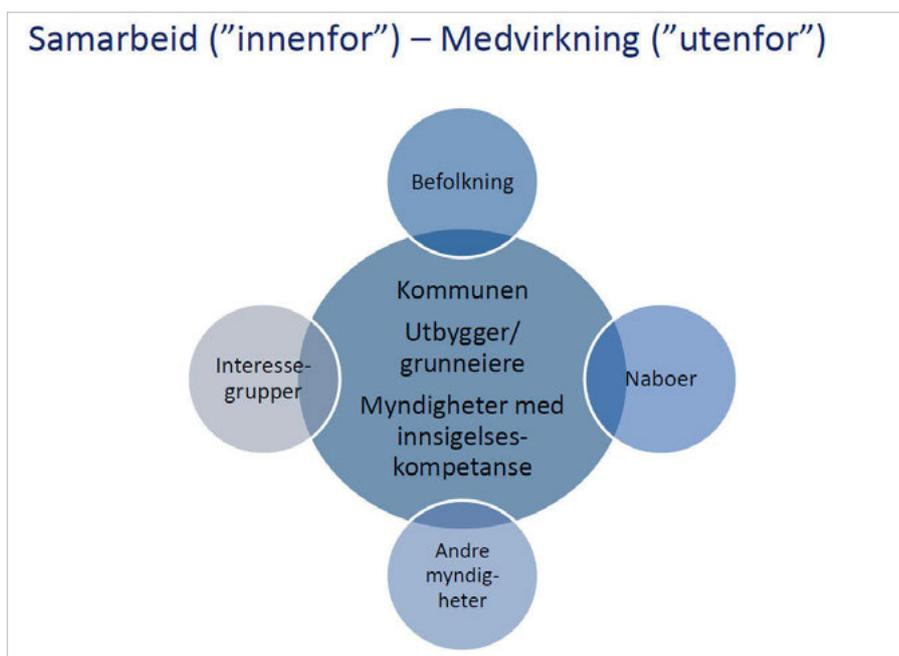 Samarbeid ("innenfor") – Medvirkning ("utenfor")
Befolkning
Kommunen
Utbygger/
grunneiere
Myndigheter med
innsigelses-
kompetanse
Interesse-
grupper
Naboer
Andre
myndig-
heter